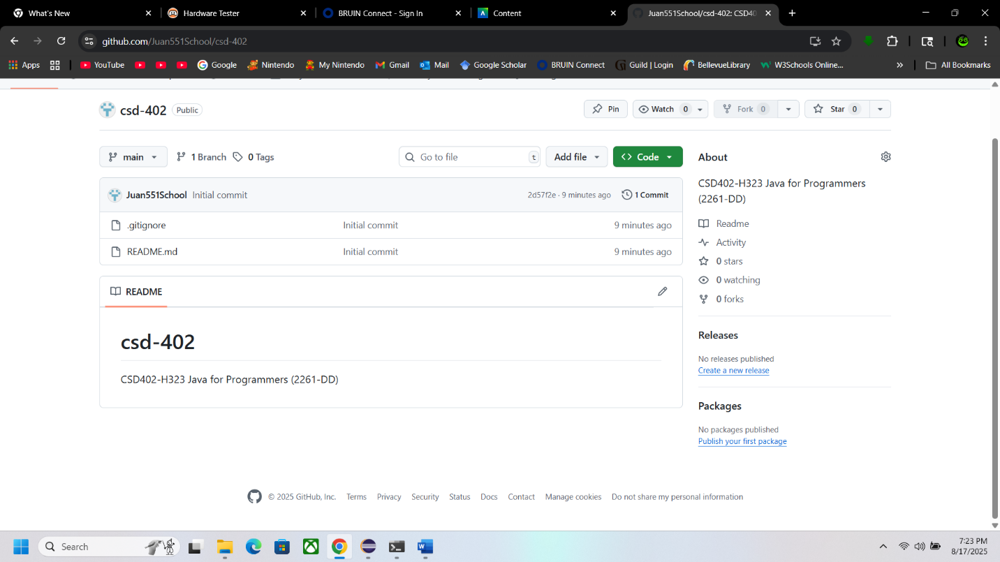 What's New
Hardware Tester
BRUIN Connect - Sign In
Content
Juan551School/csd-402: CSD40
github.com/Juan551School/csd-402
Apps
YouTube
Google
Nintendo
My Nintendo
Gmail
Mail
Google Scholar
BRUIN Connect
Guild | Login
BellevueLibrary
W3Schools Online...
»
All Bookmarks
csd-402 Public
Pin
Watch 0
Fork 0
Star 0
main
1 Branch
0 Tags
Go to file t
Add file
<> Code
Juan551School Initial commit 2d57f2e · 9 minutes ago 1 Commit
.gitignore Initial commit 9 minutes ago
README.md Initial commit 9 minutes ago
README
csd-402
CSD402-H323 Java for Programmers (2261-DD)
About
CSD402-H323 Java for Programmers
(2261-DD)
Readme
Activity
0 stars
0 watching
0 forks
Releases
No releases published
Create a new release
Packages
No packages published
Publish your first package
© 2025 GitHub, Inc. Terms Privacy Security Status Docs Contact Manage cookies Do not share my personal information
Search
7:23 PM
8/17/2025